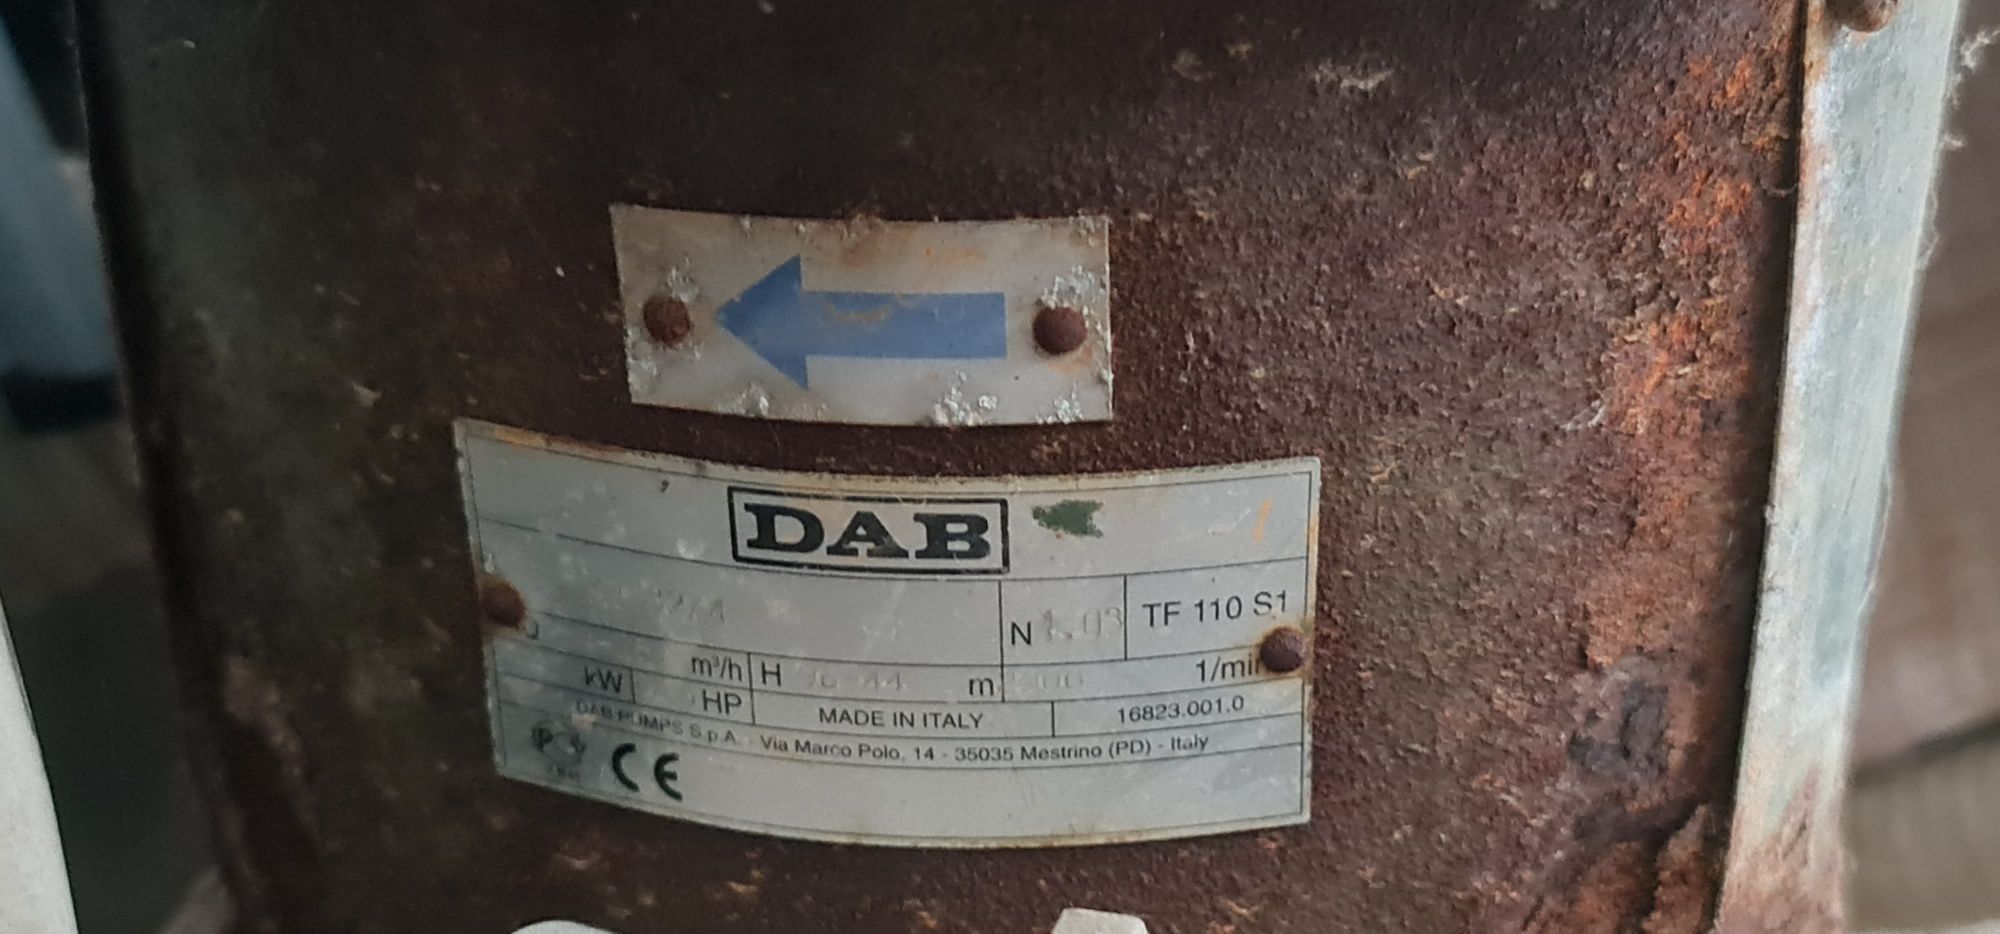 DAB
N TF 110 S1
m³/h H 44 m 1/min
kW HP MADE IN ITALY 16823.001.0
DAB PUMPS S.p.A. - Via Marco Polo, 14 - 35035 Mestrino (PD) - Italy
CE